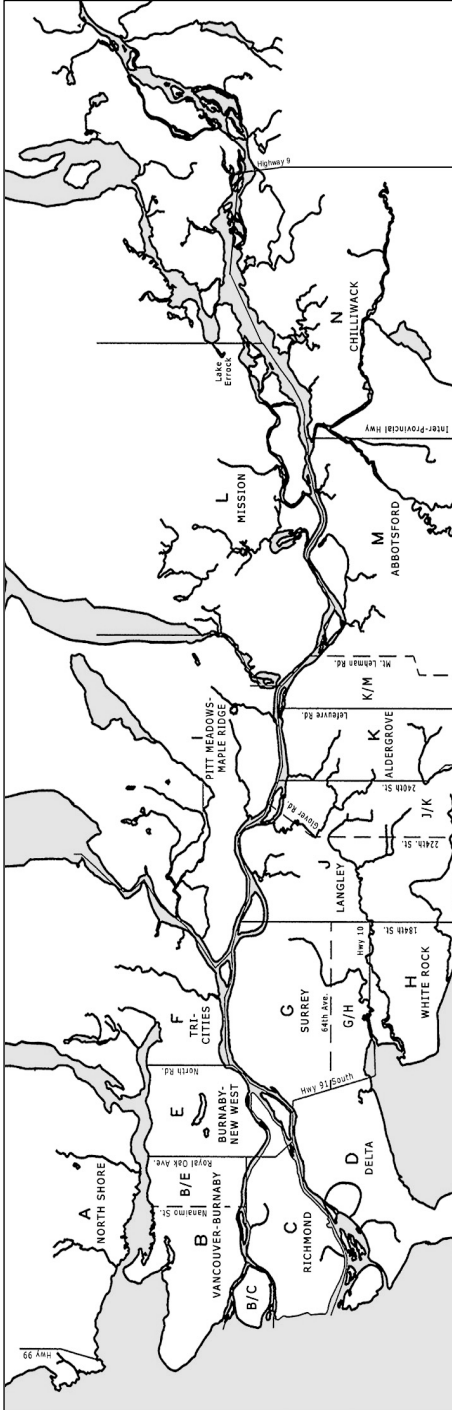 Hwy 99
A
NORTH SHORE
B
VANCOUVER-BURNABY
Nanaimo St.
B/E
Royal Oak Ave.
E
BURNABY-
NEW WEST
North Rd.
F
TRI-
CITIES
B/C
C
RICHMOND
D
DELTA
HWY 91/South
G
SURREY
64th Ave.
G/H
Hwy 10
H
WHITE ROCK
184th St.
J
LANGLEY
Glover Rd.
224th. St.
J/K
240th St.
K
ALDERGROVE
Lefeuvre Rd.
K/M
Mt. Lehman Rd.
I
PITT MEADOWS-
MAPLE RIDGE
L
MISSION
M
ABBOTSFORD
Inter-Provincial Hwy
N
CHILLIWACK
Lake
Errock
Highway 9